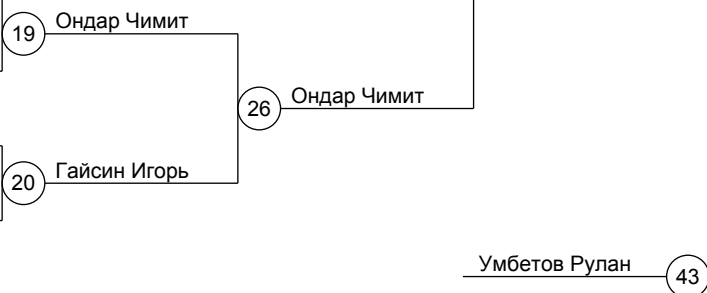 19 Ондар Чимит
26 Ондар Чимит
20 Гайсин Игорь
Умбетов Рулан 43